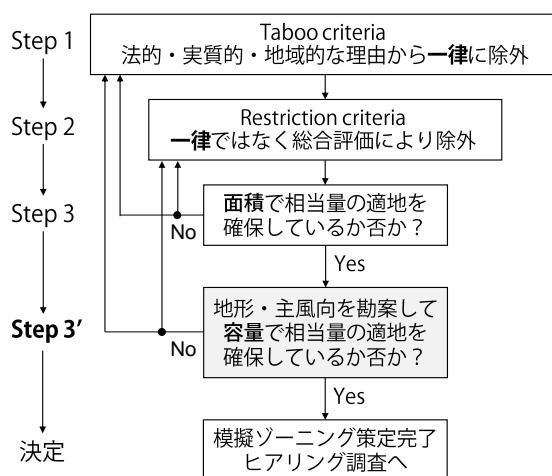 Step 1
Taboo criteria
法的・実質的・地域的な理由から一律に除外
Step 2
Restriction criteria
一律ではなく総合評価により除外
Step 3
面積で相当量の適地を
確保しているか否か？
No
Yes
Step 3’
地形・主風向を勘案して
容量で相当量の適地を
確保しているか否か？
No
Yes
決定
模擬ゾーニング策定完了
ヒアリング調査へ